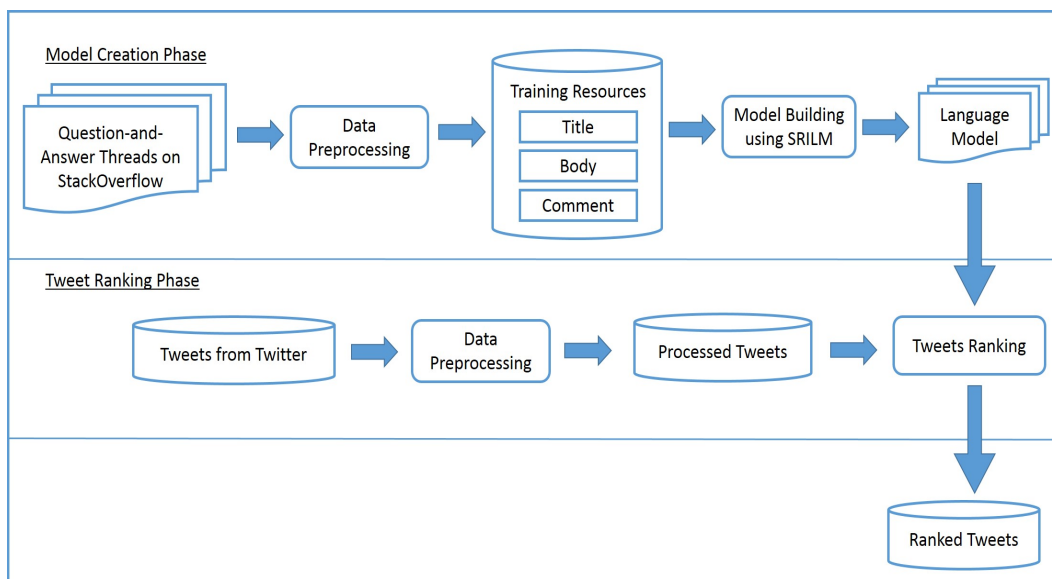 Model Creation Phase
Question-and-
Answer Threads on
StackOverflow
Data
Preprocessing
Training Resources
Title
Body
Comment
Model Building
using SRILM
Language
Model
Tweet Ranking Phase
Tweets from Twitter
Data
Preprocessing
Processed Tweets
Tweets Ranking
Ranked Tweets